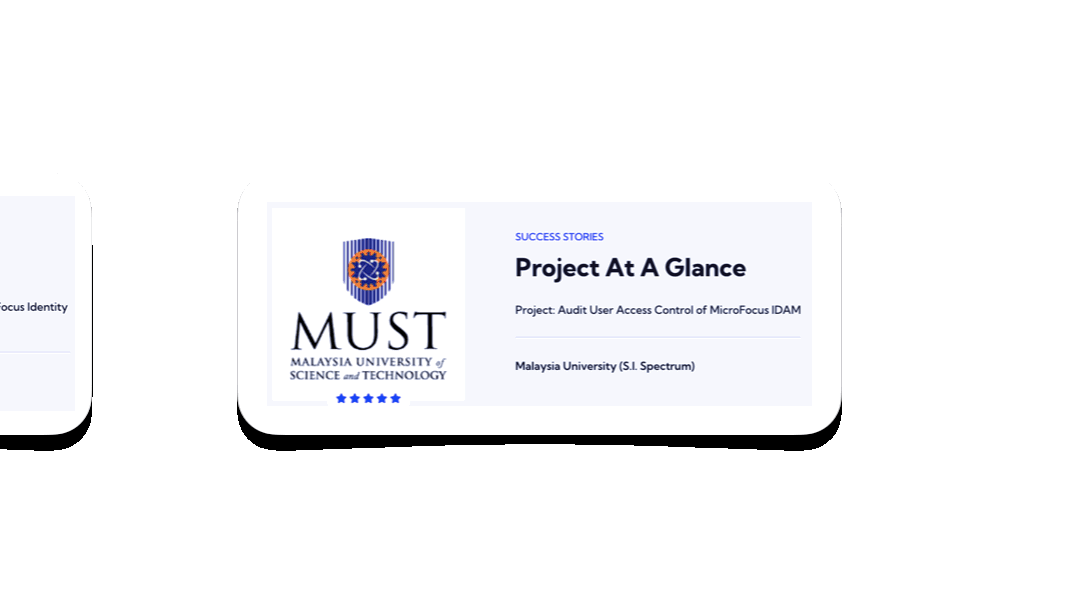 ocus Identity
MUST
MALAYSIA UNIVERSITY of
SCIENCE and TECHNOLOGY
SUCCESS STORIES
Project At A Glance
Project: Audit User Access Control of MicroFocus IDAM
Malaysia University (S.I. Spectrum)